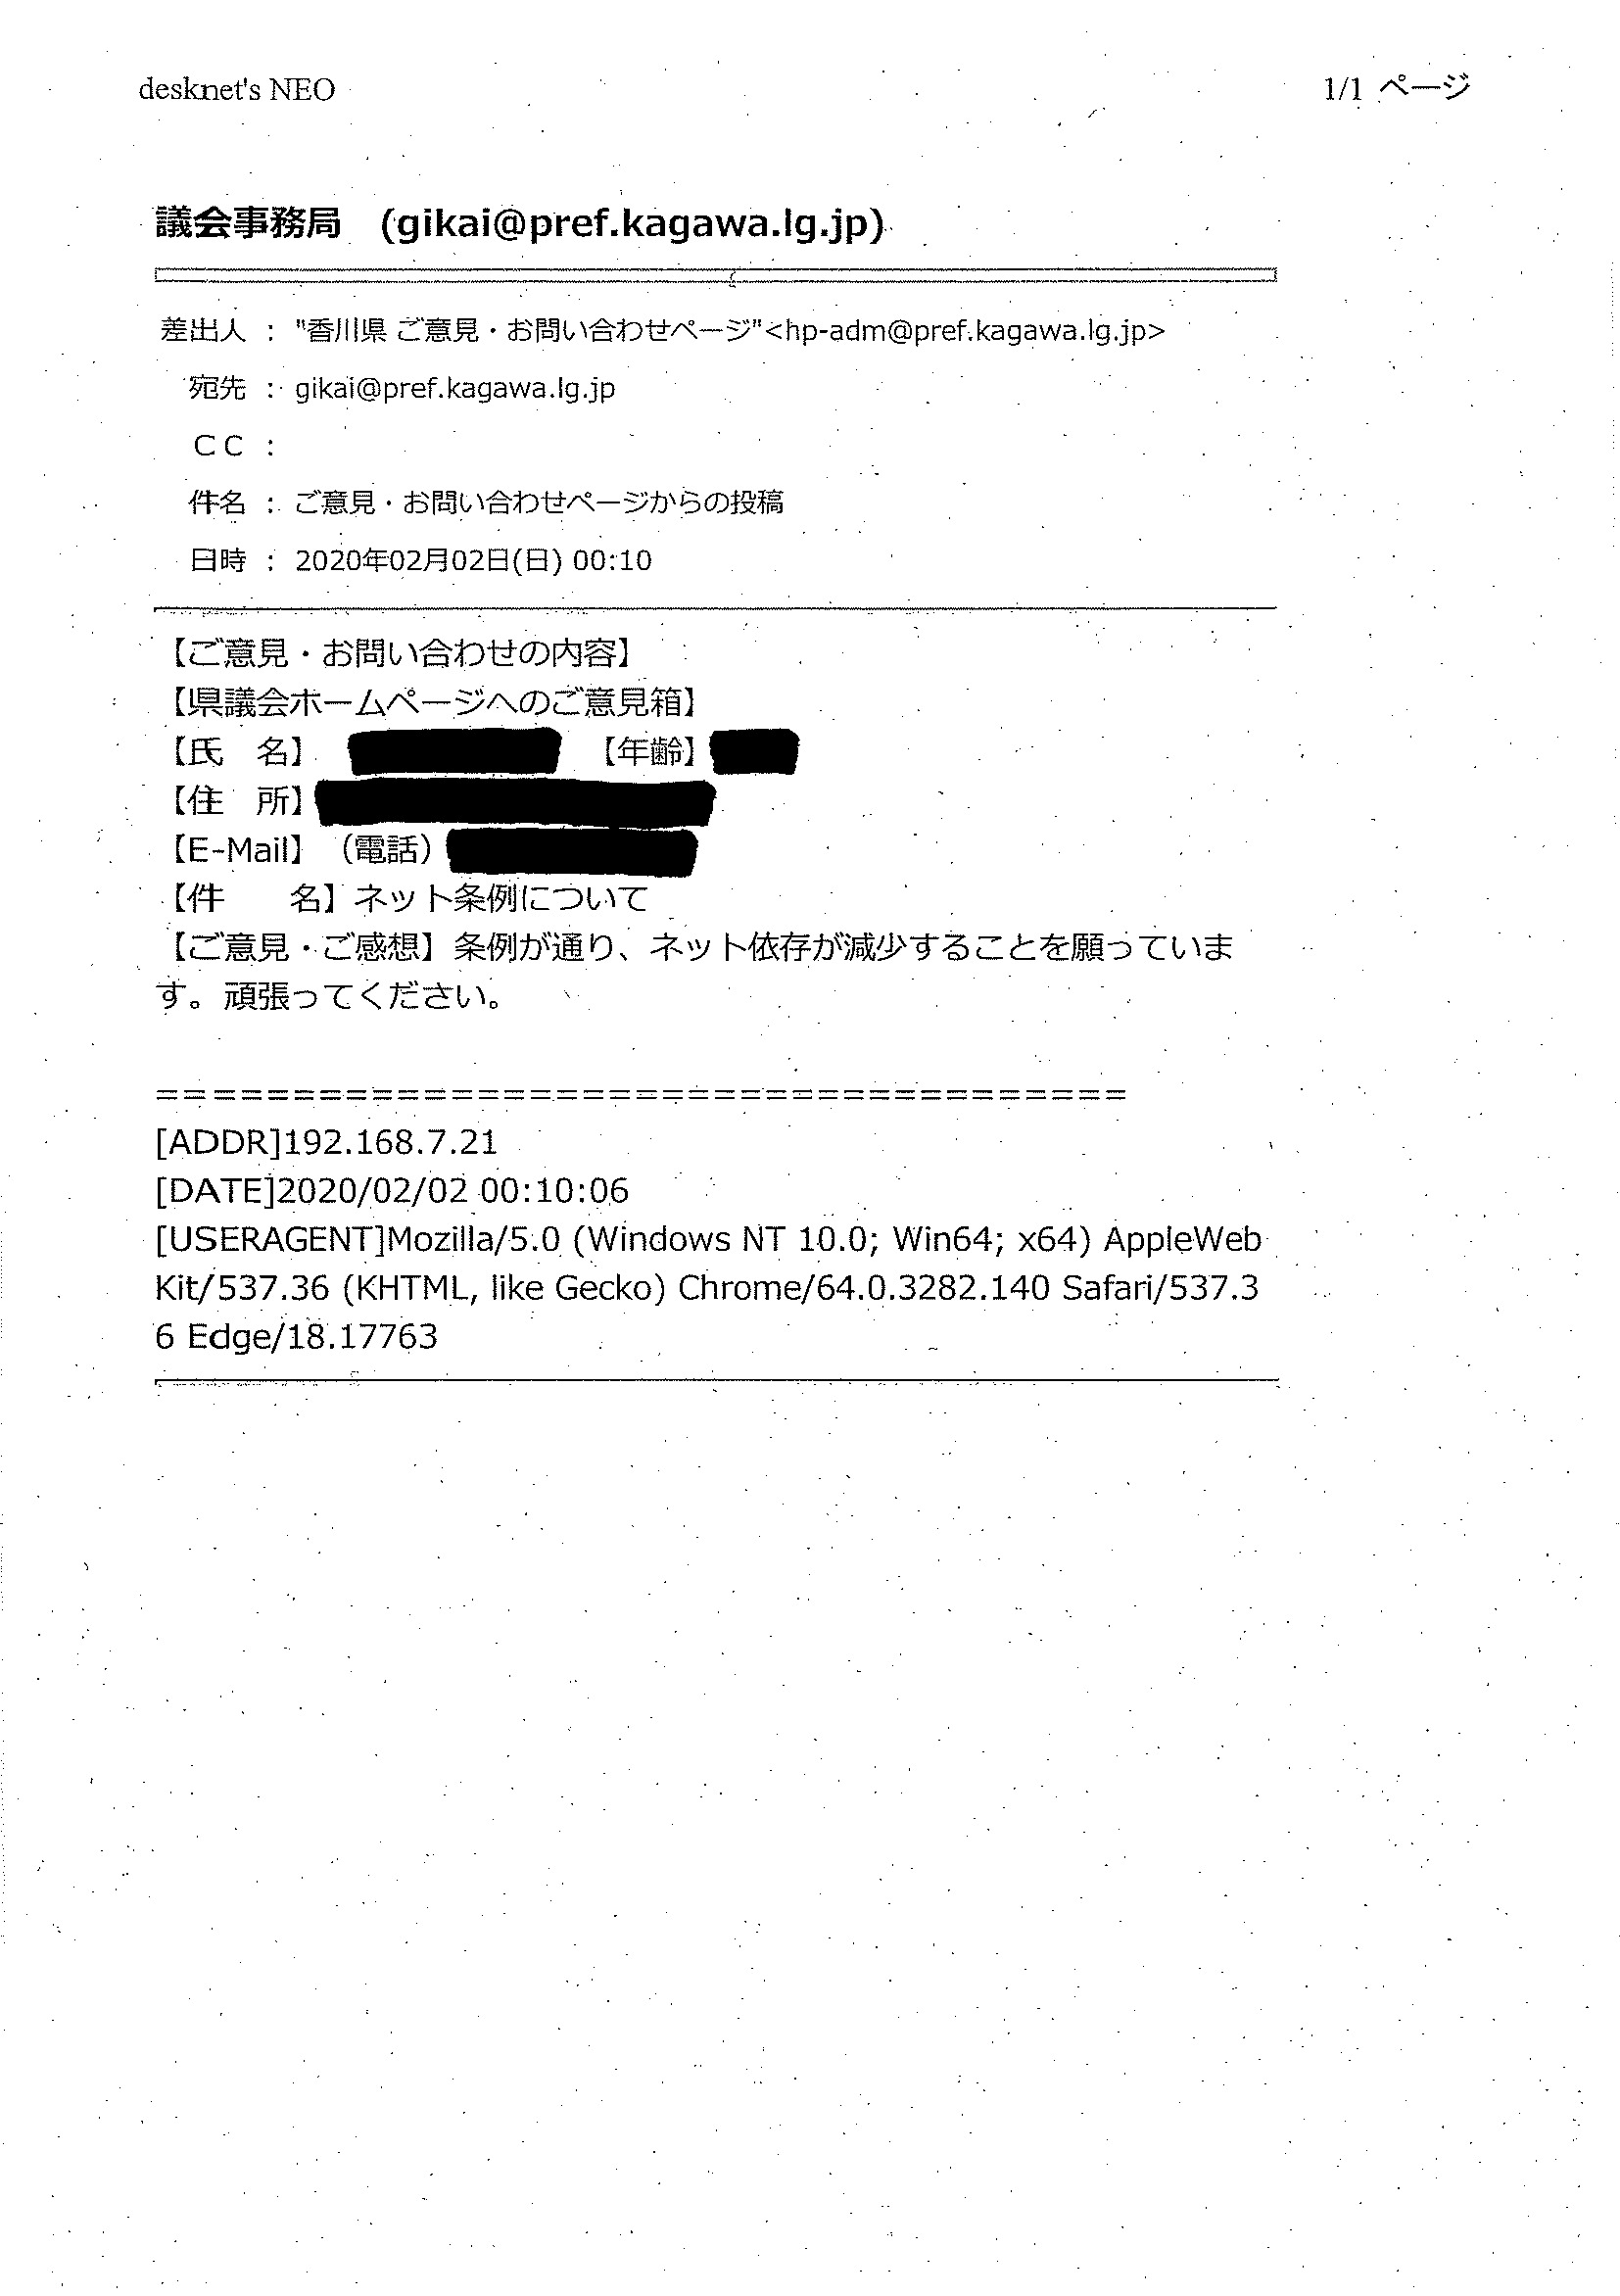 desknet's NEO 1/1 ページ
議会事務局 (gikai@pref.kagawa.lg.jp)
差出人 : "香川県 ご意見・お問い合わせページ"<hp-adm@pref.kagawa.lg.jp>
宛先 : gikai@pref.kagawa.lg.jp
CC :
件名 : ご意見・お問い合わせページからの投稿
日時 : 2020年02月02日(日) 00:10
【ご意見・お問い合わせの内容】
【県議会ホームページへのご意見箱】
【氏　名】 【年齢】
【住　所】
【E-Mail】（電話）
【件　　名】ネット条例について
【ご意見・ご感想】条例が通り、ネット依存が減少することを願っていま
す。頑張ってください。
=====================================
[ADDR]192.168.7.21
[DATE]2020/02/02 00:10:06
[USERAGENT]Mozilla/5.0 (Windows NT 10.0; Win64; x64) AppleWeb
Kit/537.36 (KHTML, like Gecko) Chrome/64.0.3282.140 Safari/537.3
6 Edge/18.17763